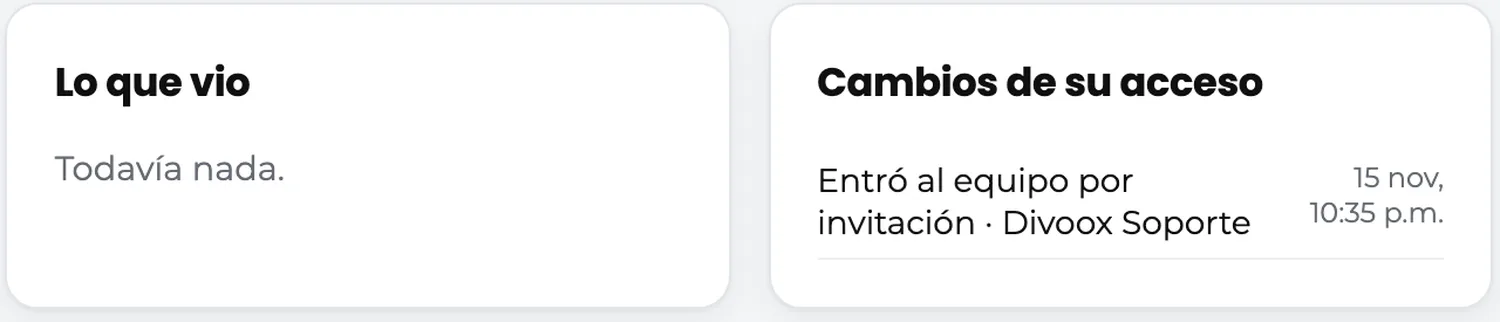 Lo que vio
Todavía nada.
Cambios de su acceso
Entró al equipo por
invitación · Divoox Soporte
15 nov,
10:35 p.m.